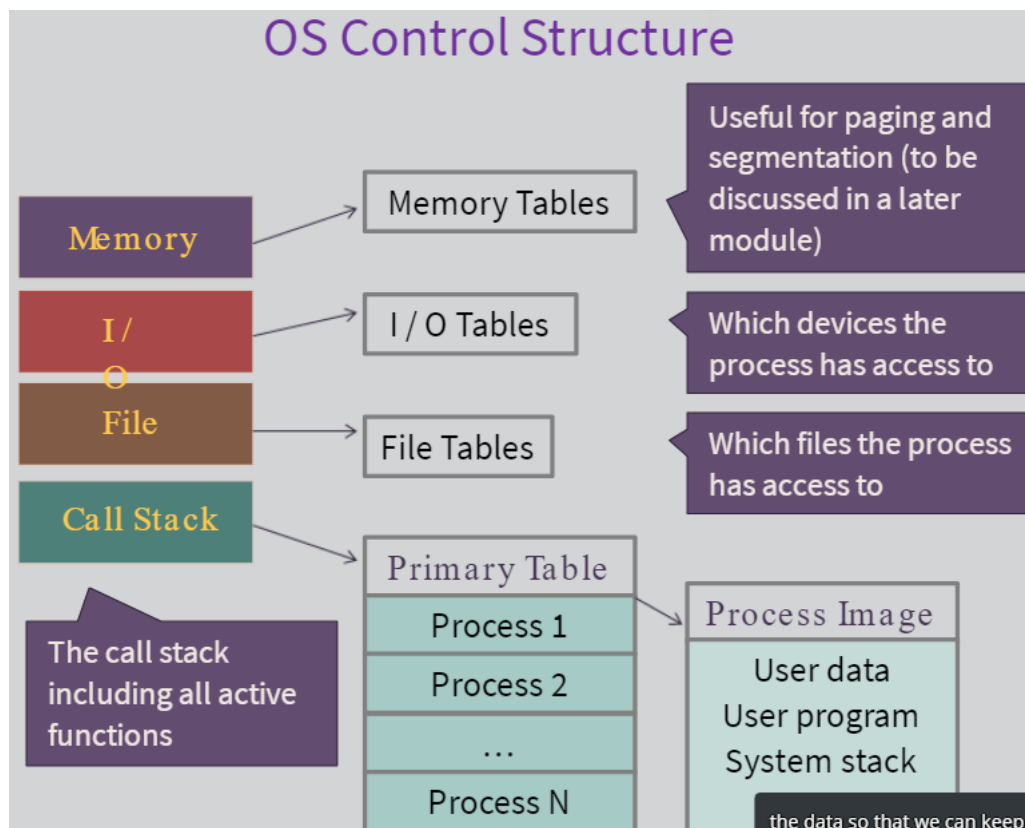 OS Control Structure
Memory
I /
O
File
Call Stack
The call stack
including all active
functions
Memory Tables
I / O Tables
File Tables
Primary Table
Process 1
Process 2
...
Process N
Useful for paging and
segmentation (to be
discussed in a later
module)
Which devices the
process has access to
Which files the process
has access to
Process Image
User data
User program
System stack
the data so that we can keep